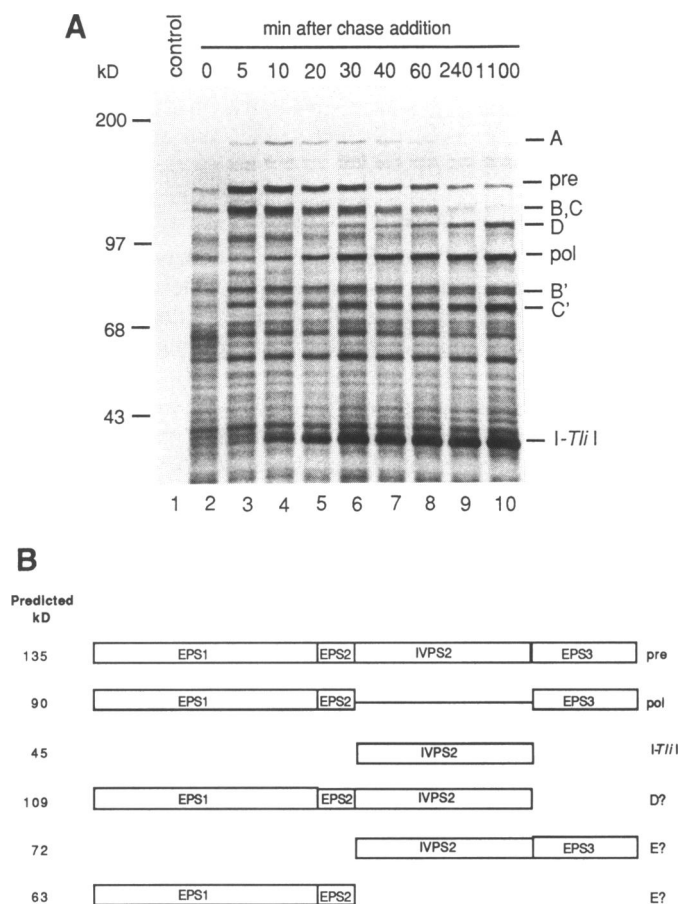 A
control
min after chase addition
kD
0 5 10 20 30 40 60 240 1100
200
A
pre
B,C
D
97
pol
B'
C'
68
43
I-Tli I
1 2 3 4 5 6 7 8 9 10
B
Predicted
kD
135 EPS1 EPS2 IVPS2 EPS3 pre
90 EPS1 EPS2 EPS3 pol
45 IVPS2 I-Tli I
109 EPS1 EPS2 IVPS2 D?
72 IVPS2 EPS3 E?
63 EPS1 EPS2 E?